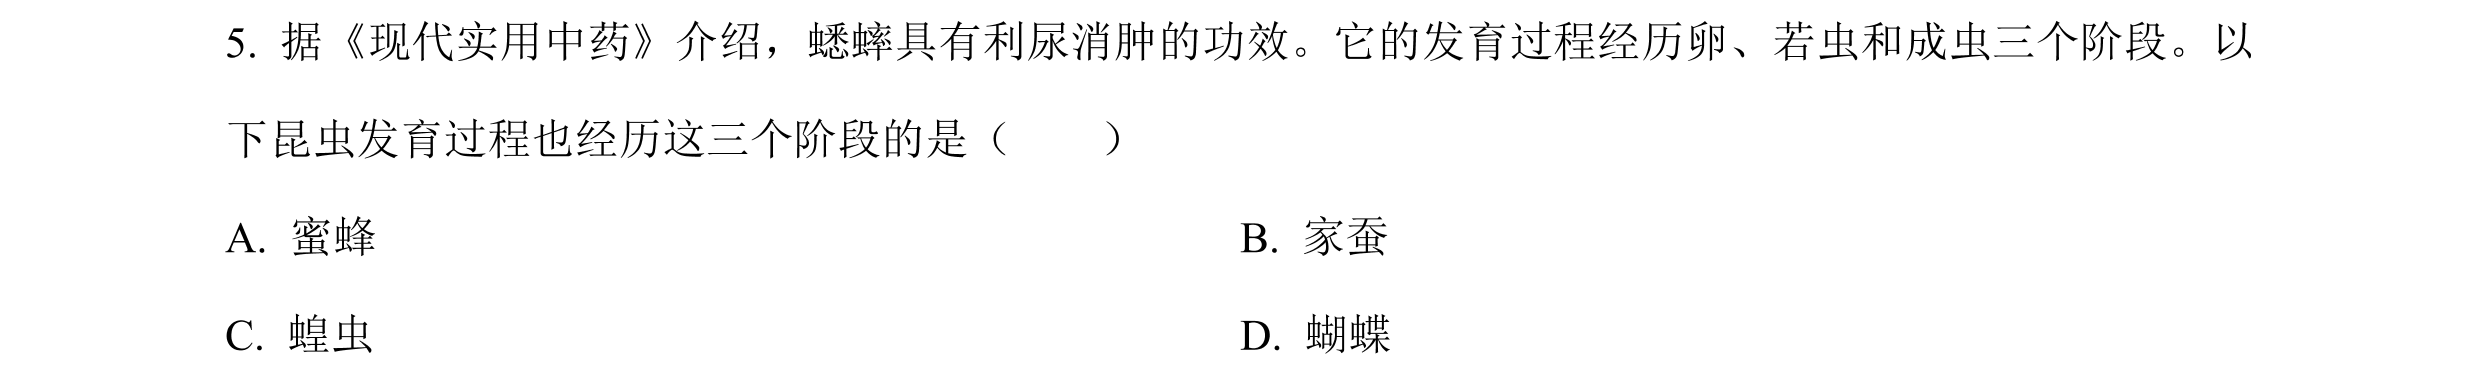 5. 据《现代实用中药》介绍，蟋蟀具有利尿消肿的功效。它的发育过程经历卵、若虫和成虫三个阶段。以
下昆虫发育过程也经历这三个阶段的是（　　）
A. 蜜蜂 B. 家蚕
C. 蝗虫 D. 蝴蝶